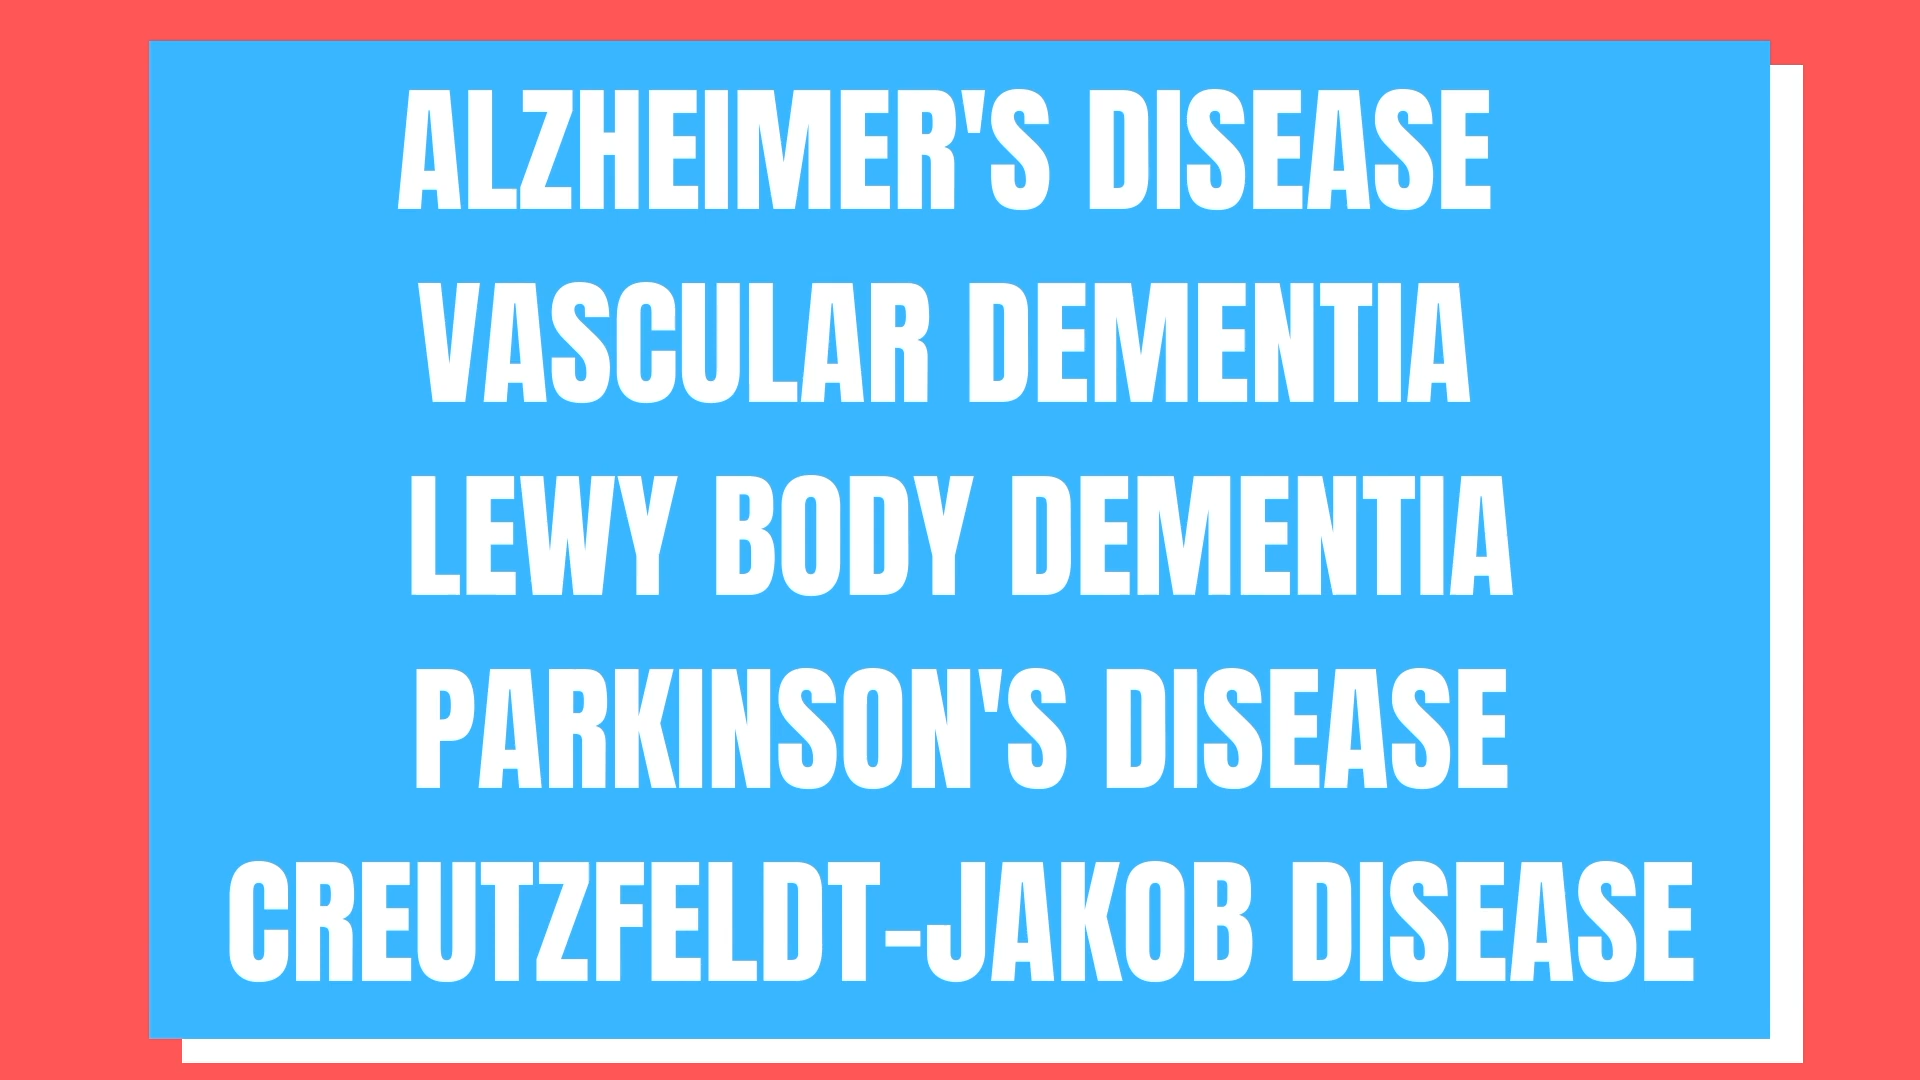 ALZHEIMER'S DISEASE
VASCULAR DEMENTIA
LEWY BODY DEMENTIA
PARKINSON'S DISEASE
CREUTZFELDT-JAKOB DISEASE